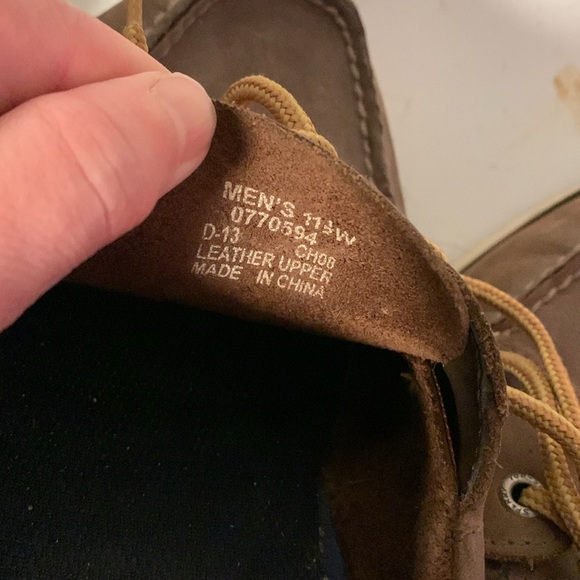 MEN'S 11½W
0770594
D-13 CH08
LEATHER UPPER
MADE IN CHINA